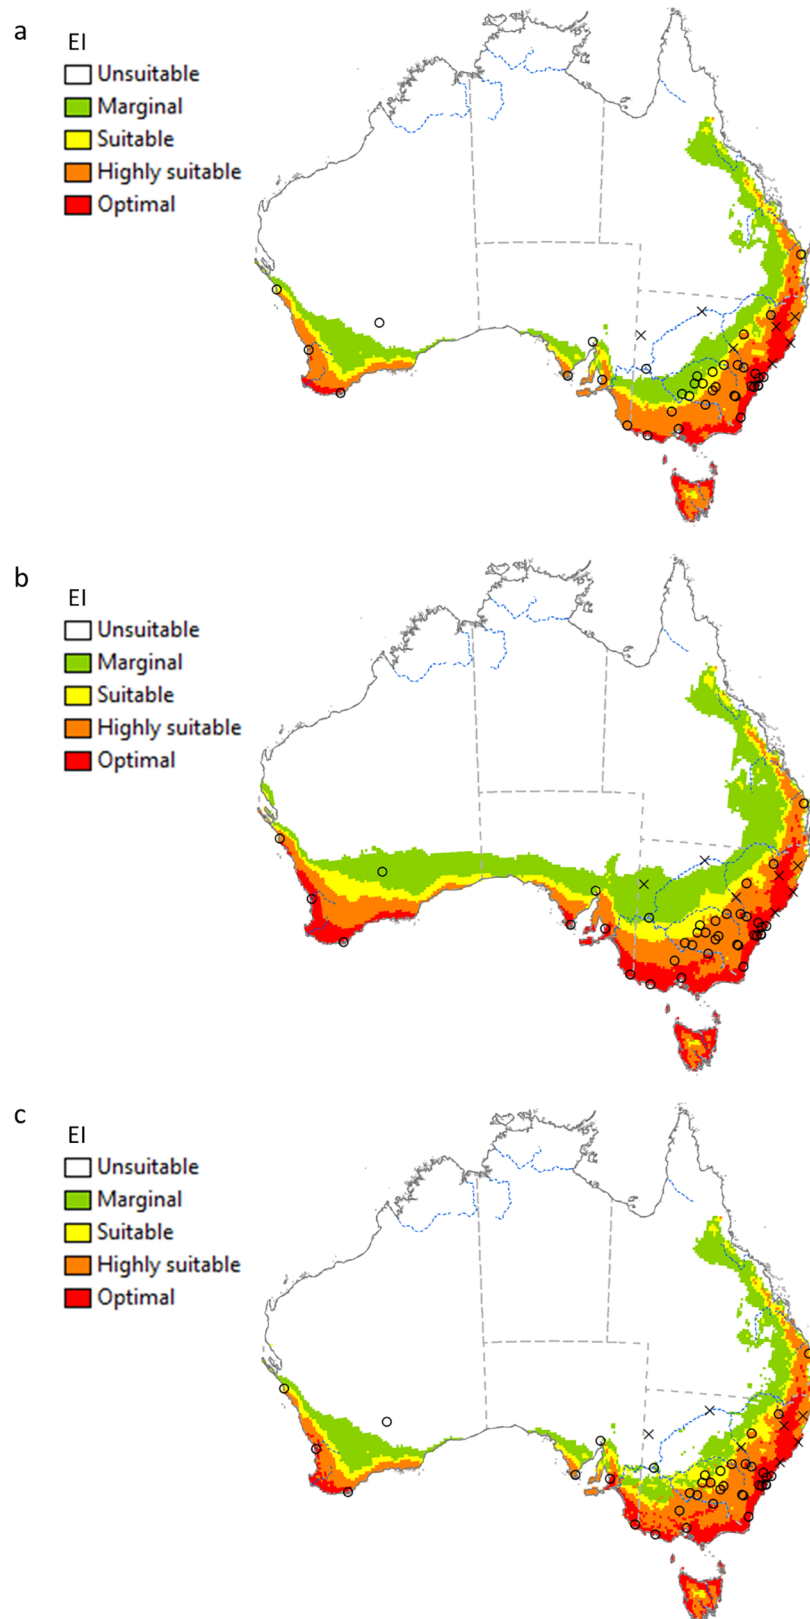 a
EI
Unsuitable
Marginal
Suitable
Highly suitable
Optimal
b
EI
Unsuitable
Marginal
Suitable
Highly suitable
Optimal
c
EI
Unsuitable
Marginal
Suitable
Highly suitable
Optimal